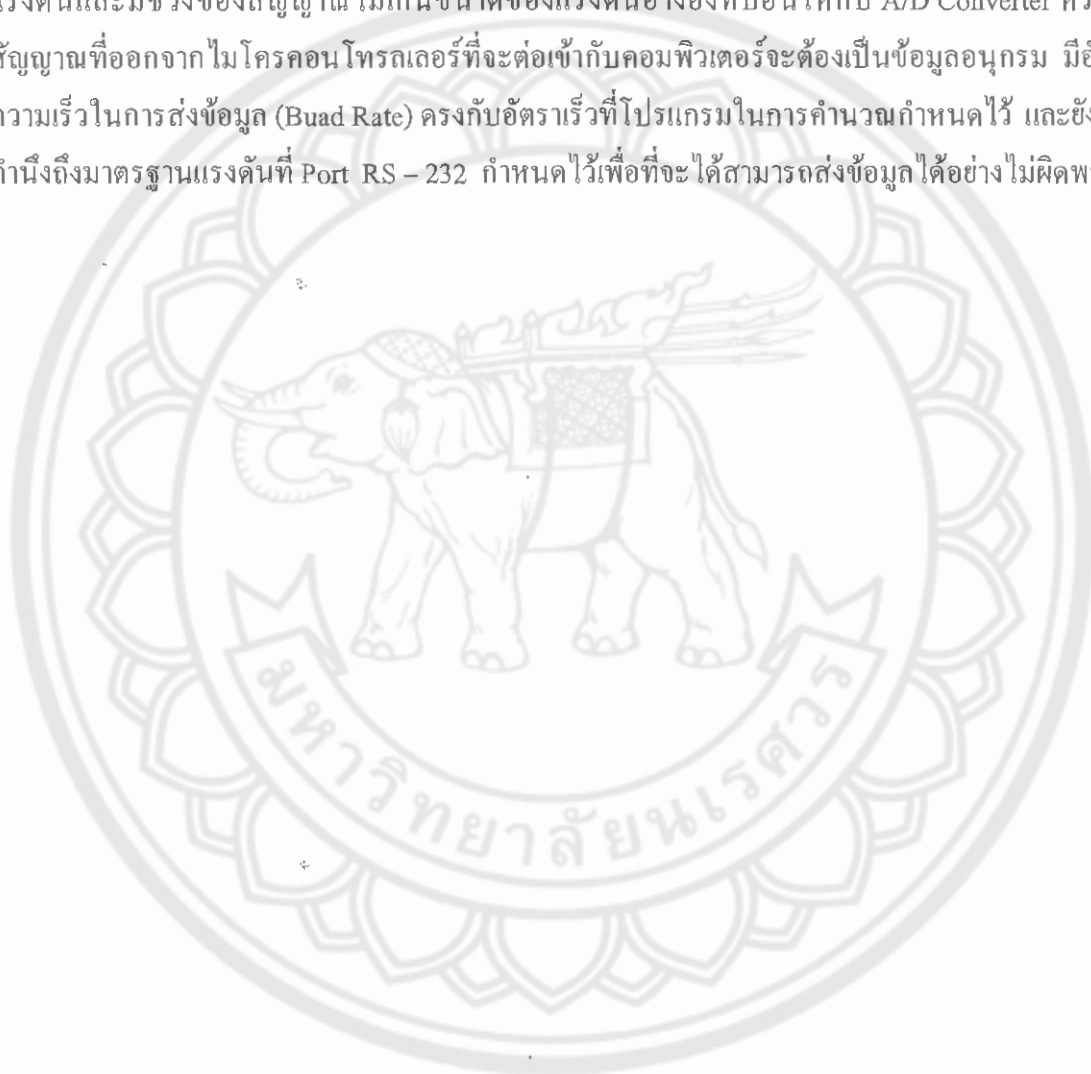 แรงดันและมีช่วงของสัญญาณไม่เกินขนาดของแรงดันอ้างอิงที่ป้อนให้กับ A/D Converter
สัญญาณที่ออกจากไมโครคอนโทรลเลอร์ที่จะต่อเข้ากับคอมพิวเตอร์จะต้องเป็นข้อมูลอนุกรม
ความเร็วในการส่งข้อมูล (Buad Rate) ตรงกับอัตราเร็วที่โปรแกรมในการคำนวณกำหนดไว้ และยัง
คำนึงถึงมาตรฐานแรงดันที่ Port RS – 232 กำหนดไว้เพื่อที่จะได้สามารถส่งข้อมูลได้อย่างไม่
มหาวิทยาลัยนเรศวร